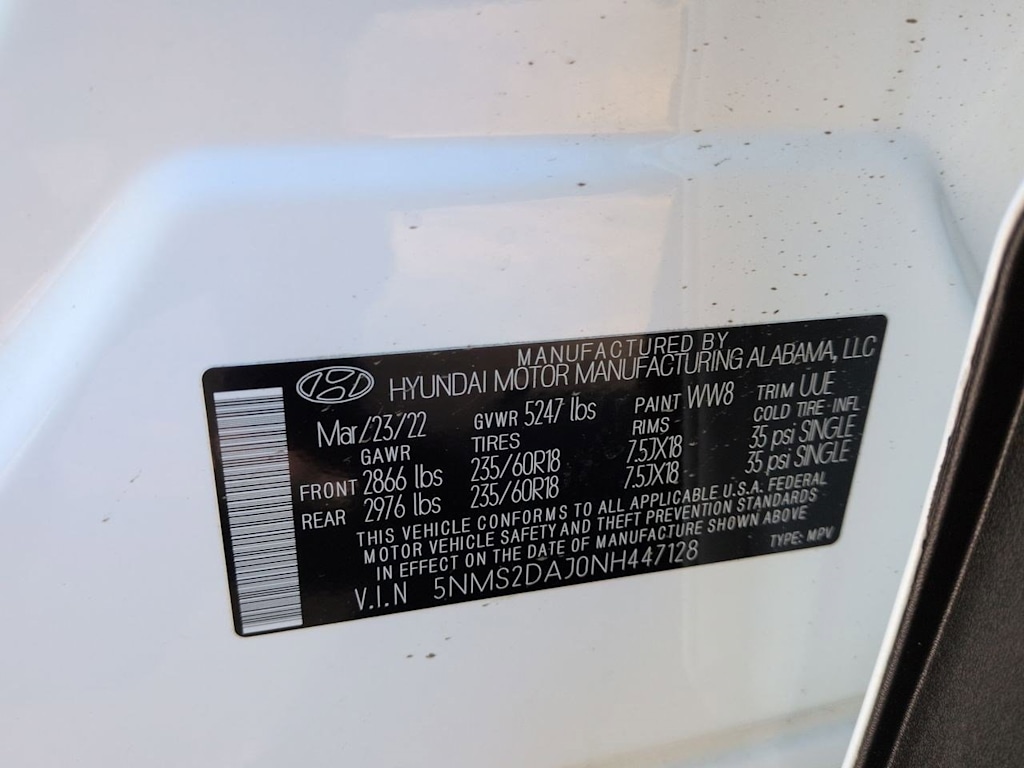 MANUFACTURED BY
HYUNDAI MOTOR MANUFACTURING ALABAMA, LLC
Mar/23/22 GVWR 5247 lbs PAINT WW8 TRIM UUE
GAWR TIRES RIMS COLD TIRE INFL
FRONT 2866 lbs 235/60R18 7.5JX18 35 psi SINGLE
REAR 2976 lbs 235/60R18 7.5JX18 35 psi SINGLE
THIS VEHICLE CONFORMS TO ALL APPLICABLE U.S.A. FEDERAL
MOTOR VEHICLE SAFETY AND THEFT PREVENTION STANDARDS
IN EFFECT ON THE DATE OF MANUFACTURE SHOWN ABOVE
V.I.N 5NMS2DAJ0NH447128 TYPE: MPV